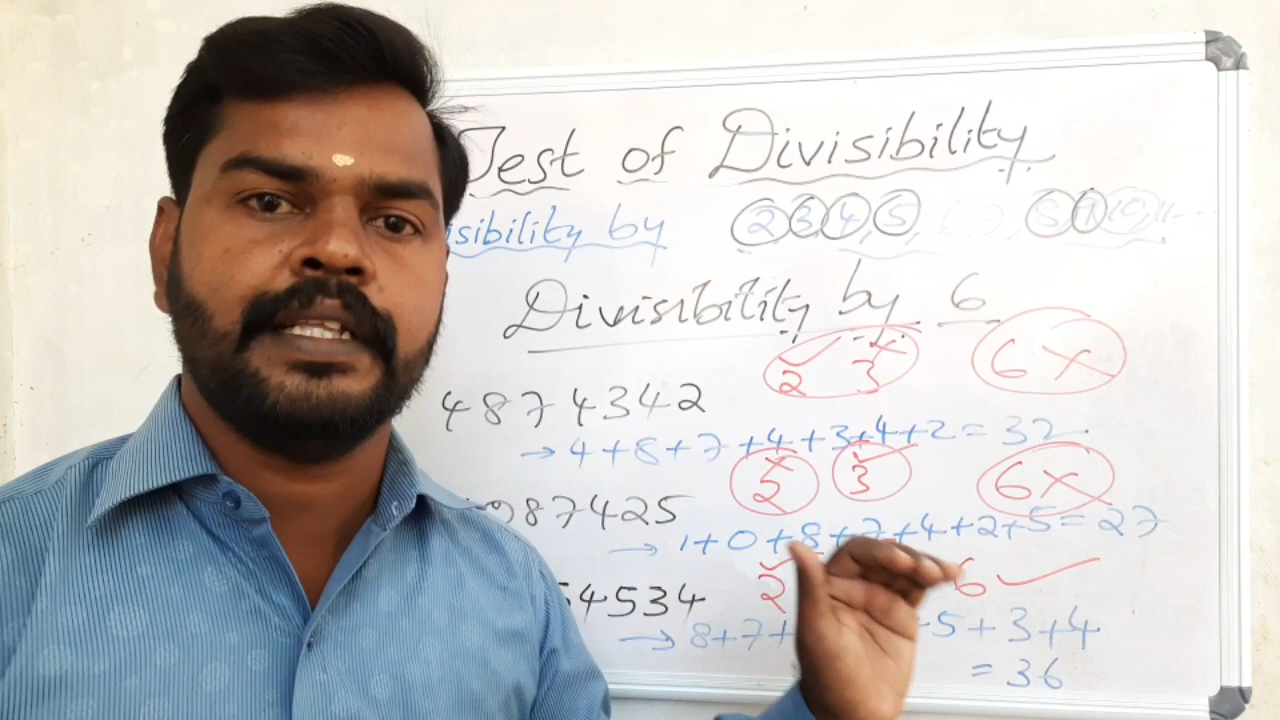 Test of Divisibility
isibility by 2 3 4 5
Divisibility by 6
2 ✓ 3 × 6 ×
4874342
→ 4+8+7+4+3+4+2 = 32
2 × 3 ✓ 6 ×
087425
→ 1+0+8+7+4+2+5 = 27
2 ✓ 6 ✓
54534
→ 8+7+ 5+3+4
= 36